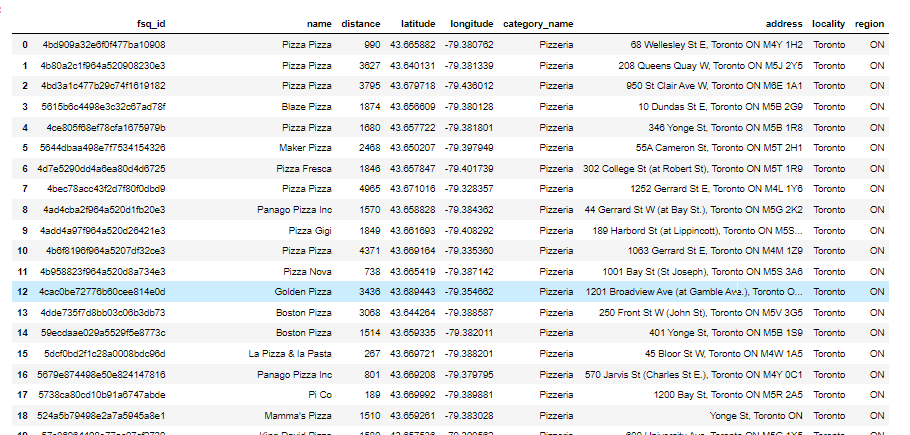 fsq_id name distance latitude longitude category_name address locality region
0 4bd909a32e6f0f477ba10908 Pizza Pizza 990 43.665882 -79.380762 Pizzeria 68 Wellesley St E, Toronto ON M4Y 1H2 Toronto ON
1 4b80a2c1f964a520908230e3 Pizza Pizza 3627 43.640131 -79.381339 Pizzeria 208 Queens Quay W, Toronto ON M5J 2Y5 Toronto ON
2 4bd3a1c477b29c74f1619182 Pizza Pizza 3795 43.679718 -79.436012 Pizzeria 950 St Clair Ave W, Toronto ON M6E 1A1 Toronto ON
3 5615b6c4498e3c32c67ad78f Blaze Pizza 1874 43.656609 -79.380128 Pizzeria 10 Dundas St E, Toronto ON M5B 2G9 Toronto ON
4 4ce805f68ef78cfa1675979b Pizza Pizza 1680 43.657722 -79.381801 Pizzeria 346 Yonge St, Toronto ON M5B 1R8 Toronto ON
5 5644dbaa498e7f7534154326 Maker Pizza 2468 43.650207 -79.397949 Pizzeria 55A Cameron St, Toronto ON M5T 2H1 Toronto ON
6 4d7e5290dd4a6ea80d4d6725 Pizza Fresca 1846 43.657847 -79.401739 Pizzeria 302 College St (at Robert St), Toronto ON M5T 1R9 Toronto ON
7 4bec78acc43f2d7f80f0dbd9 Pizza Pizza 4965 43.671016 -79.328357 Pizzeria 1252 Gerrard St E, Toronto ON M4L 1Y6 Toronto ON
8 4ad4cba2f964a520d1fb20e3 Panago Pizza Inc 1570 43.658828 -79.384362 Pizzeria 44 Gerrard St W (at Bay St.), Toronto ON M5G 2K2 Toronto ON
9 4add4a97f964a520d26421e3 Pizza Gigi 1849 43.661693 -79.408292 Pizzeria 189 Harbord St (at Lippincott), Toronto ON M5S... Toronto ON
10 4b6f8196f964a5207df32ce3 Pizza Pizza 4371 43.669164 -79.335360 Pizzeria 1063 Gerrard St E, Toronto ON M4M 1Z9 Toronto ON
11 4b958823f964a520d8a734e3 Pizza Nova 738 43.665419 -79.387142 Pizzeria 1001 Bay St (St Joseph), Toronto ON M5S 3A6 Toronto ON
12 4cac0be72776b60cee814e0d Golden Pizza 3436 43.689443 -79.354662 Pizzeria 1201 Broadview Ave (at Gamble Ave.), Toronto O... Toronto ON
13 4dde735f7d8bb03c06b3db73 Boston Pizza 3068 43.644264 -79.388587 Pizzeria 250 Front St W (John St), Toronto ON M5V 3G5 Toronto ON
14 59ecdaae029a5529f5e8773c Boston Pizza 1514 43.659335 -79.382011 Pizzeria 401 Yonge St, Toronto ON M5B 1S9 Toronto ON
15 5dcf0bd2f1c28a0008bdc96d La Pizza & la Pasta 267 43.669721 -79.388201 Pizzeria 45 Bloor St W, Toronto ON M4W 1A5 Toronto ON
16 5679e874498e50e824147816 Panago Pizza Inc 801 43.669208 -79.379795 Pizzeria 570 Jarvis St (Charles St E.), Toronto ON M4Y 0C1 Toronto ON
17 5738ca80cd10b91a6747abde Pi Co 189 43.669992 -79.389881 Pizzeria 1200 Bay St, Toronto ON M5R 2A5 Toronto ON
18 524a5b79498e2a7a5945a8e1 Mamma's Pizza 1510 43.659261 -79.383028 Pizzeria Yonge St, Toronto ON Toronto ON